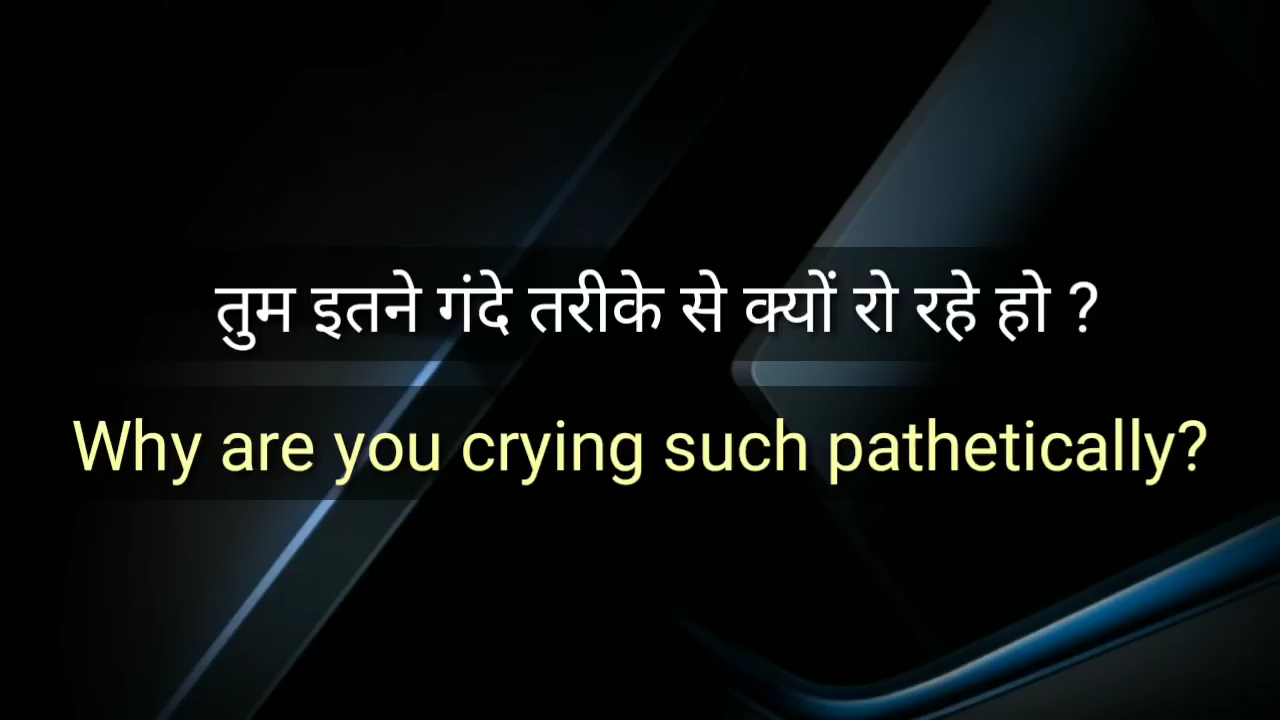 तुम इतने गंदे तरीके से क्यों रो रहे हो ?
Why are you crying such pathetically?